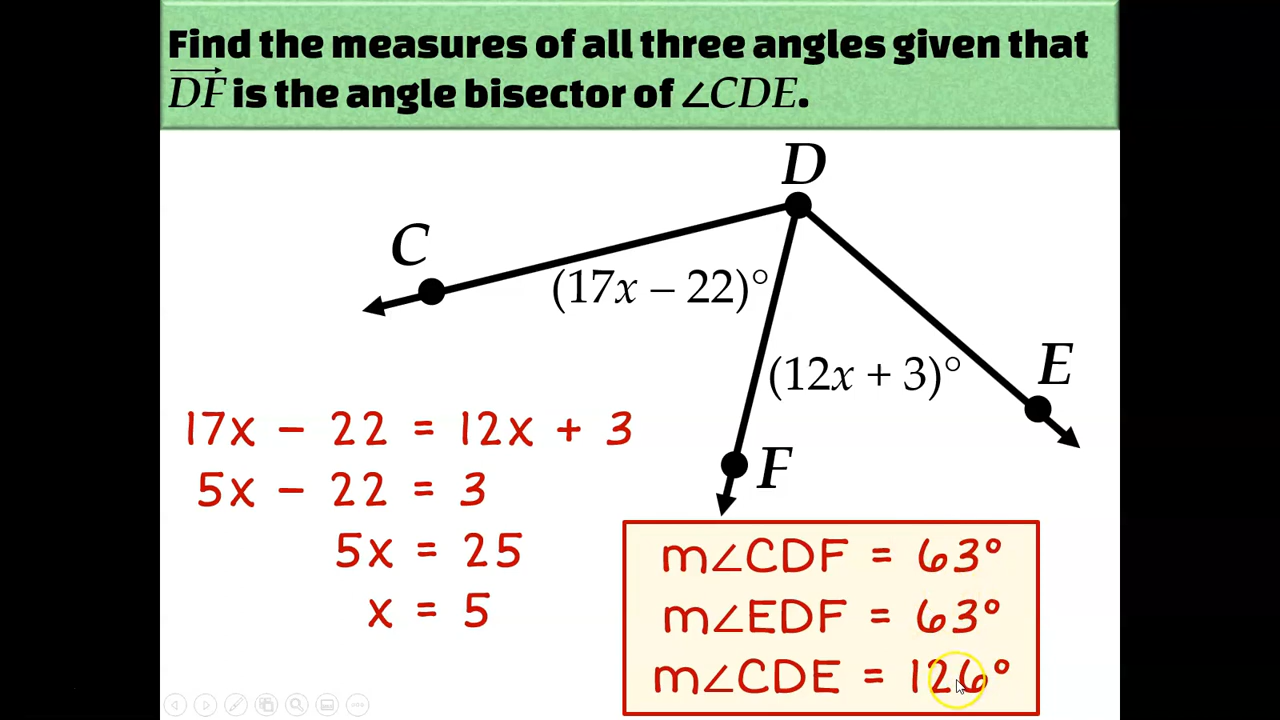 Find the measures of all three angles given that
DF is the angle bisector of ∠CDE.
D
C
(17x – 22)°
(12x + 3)°
E
F
17x – 22 = 12x + 3
5x – 22 = 3
5x = 25
x = 5
m∠CDF = 63°
m∠EDF = 63°
m∠CDE = 126°